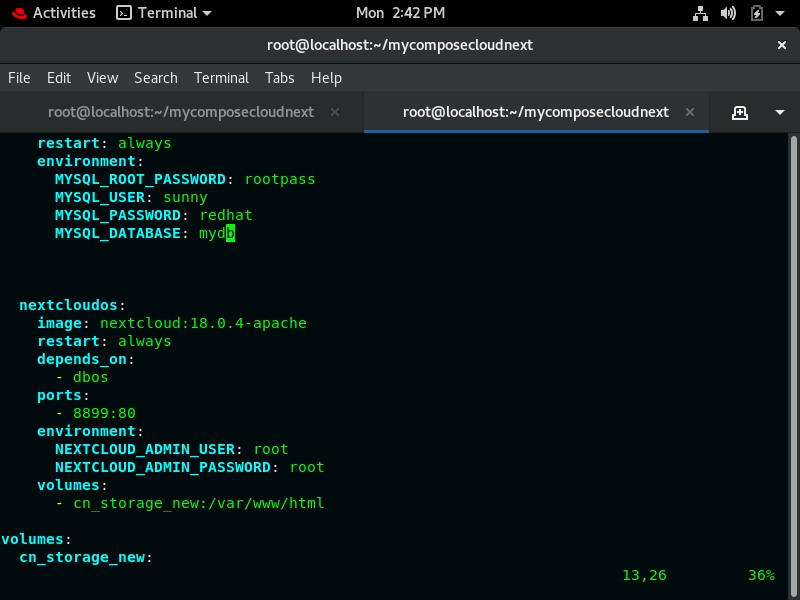 Activities Terminal Mon 2:42 PM
root@localhost:~/mycomposecloudnext ×
File Edit View Search Terminal Tabs Help
root@localhost:~/mycomposecloudnext × root@localhost:~/mycomposecloudnext ×
restart: always
environment:
MYSQL_ROOT_PASSWORD: rootpass
MYSQL_USER: sunny
MYSQL_PASSWORD: redhat
MYSQL_DATABASE: mydb
nextcloudos:
image: nextcloud:18.0.4-apache
restart: always
depends_on:
- dbos
ports:
- 8899:80
environment:
NEXTCLOUD_ADMIN_USER: root
NEXTCLOUD_ADMIN_PASSWORD: root
volumes:
- cn_storage_new:/var/www/html
volumes:
cn_storage_new:
13,26 36%